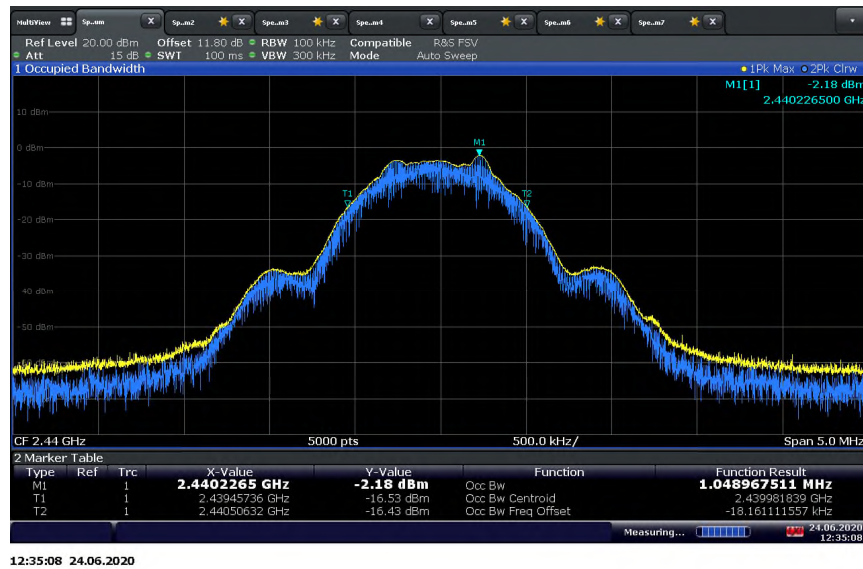 MultiView Sp..um X Sp..m2 X Spe..m3 X Spe..m4 X Spe..m5 X Spe..m6 X Spe..m7 X
Ref Level 20.00 dBm Offset 11.80 dB RBW 100 kHz Compatible R&S FSV
Att 15 dB SWT 100 ms VBW 300 kHz Mode Auto Sweep
1 Occupied Bandwidth 1Pk Max 2Pk Clrw
M1[1] -2.18 dBm
2.440226500 GHz
10 dBm
M1
0 dBm
-10 dBm
T1 T2
-20 dBm
-30 dBm
-40 dBm
-50 dBm
CF 2.44 GHz 5000 pts 500.0 kHz/ Span 5.0 MHz
2 Marker Table
Type Ref Trc X-Value Y-Value Function Function Result
M1 1 2.4402265 GHz -2.18 dBm Occ Bw 1.048967511 MHz
T1 1 2.43945736 GHz -16.53 dBm Occ Bw Centroid 2.439981839 GHz
T2 1 2.44050632 GHz -16.43 dBm Occ Bw Freq Offset -18.161111557 kHz
Measuring... 24.06.2020
12:35:08
12:35:08 24.06.2020